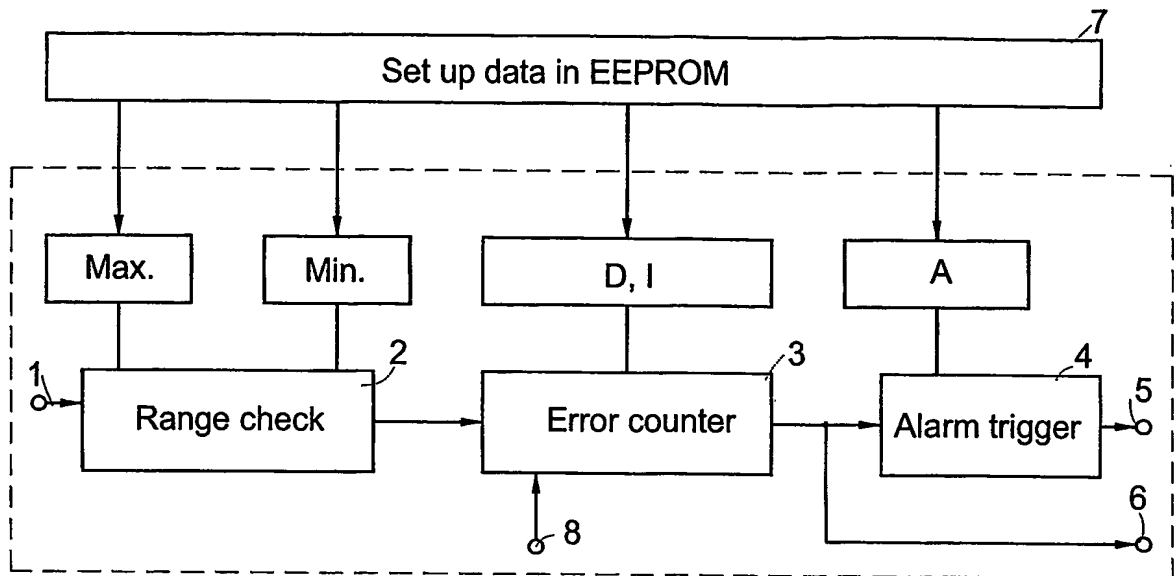 7
Set up data in EEPROM
Max.
Min.
D, I
A
1
2
3
4
5
Range check
Error counter
Alarm trigger
6
8